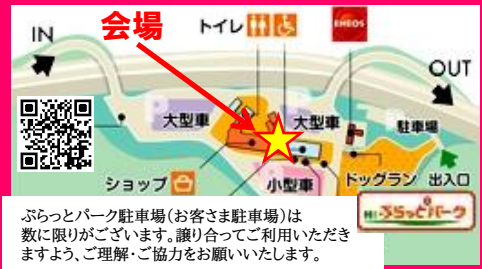 会場
トイレ
ENEOS
IN
OUT
大型車
大型車
駐車場
ショップ
小型車
ドッグラン
出入口
ぷらっとパーク
ぷらっとパーク駐車場(お客さま駐車場)は
数に限りがございます。譲り合ってご利用いただき
ますよう、ご理解・ご協力をお願いいたします。